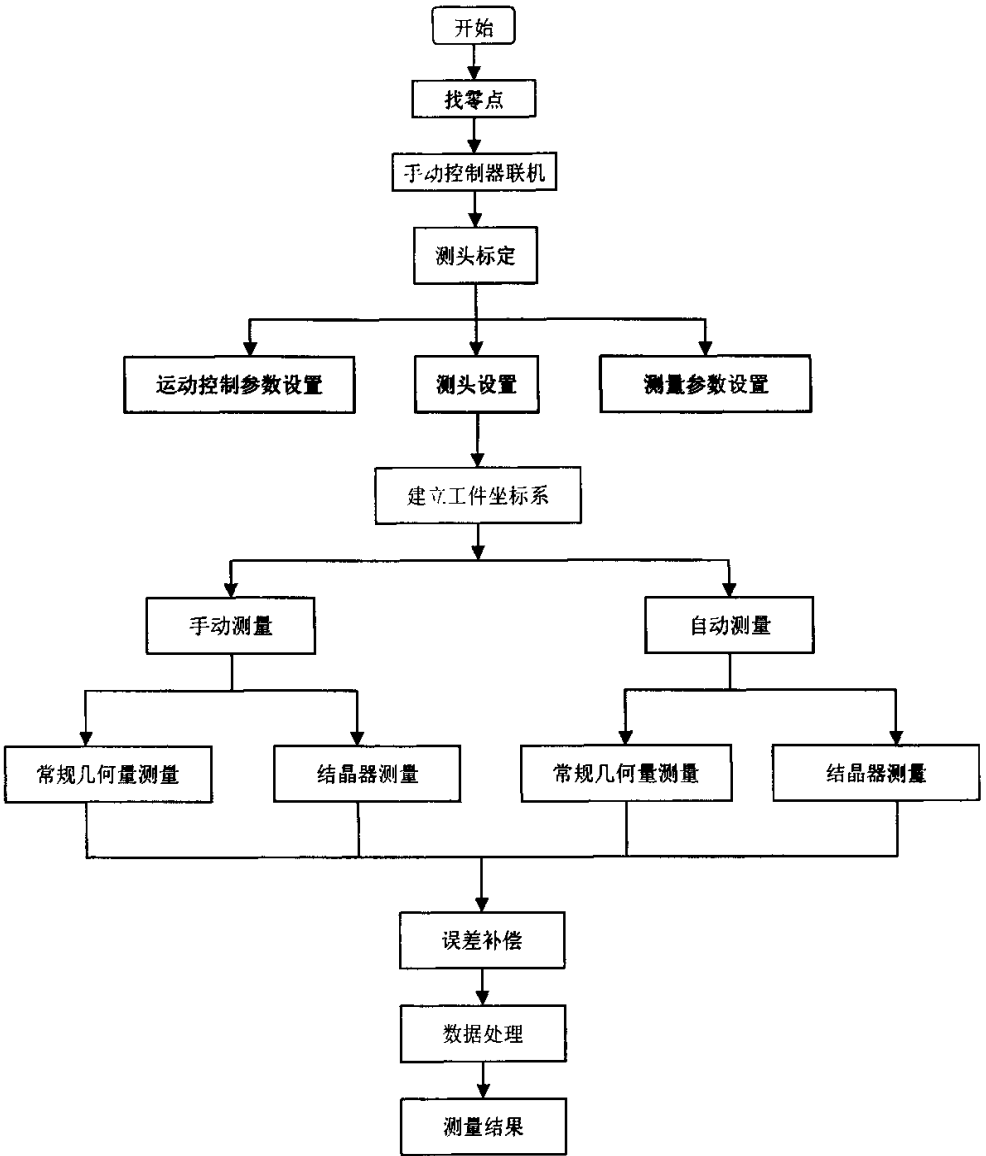 开始
找零点
手动控制器联机
测头标定
运动控制参数设置
测头设置
测量参数设置
建立工件坐标系
手动测量
自动测量
常规几何量测量
结晶器测量
常规几何量测量
结晶器测量
误差补偿
数据处理
测量结果